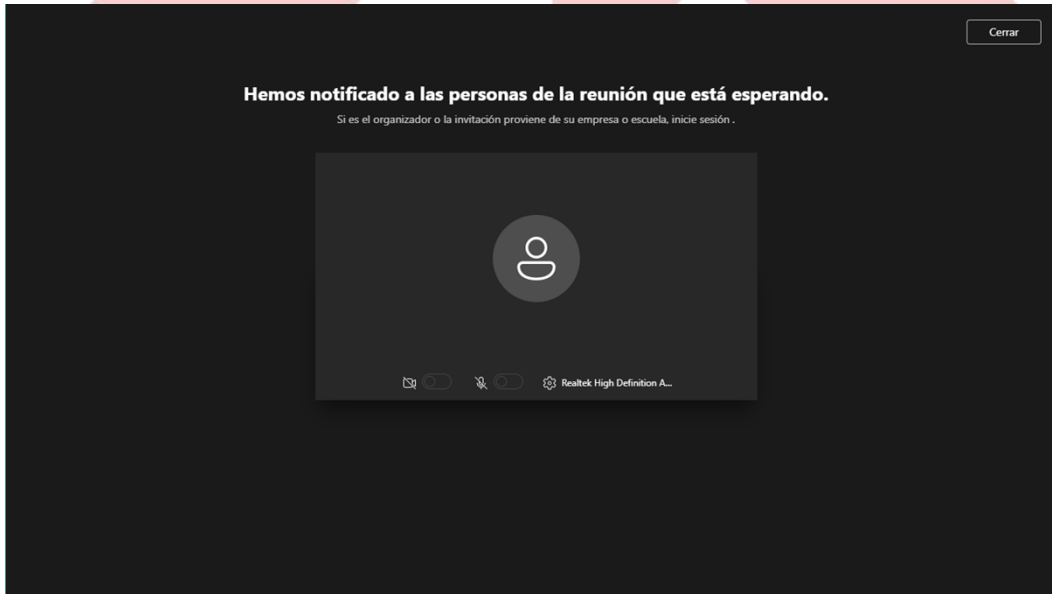 Cerrar
Hemos notificado a las personas de la reunión que está esperando.
Si es el organizador o la invitación proviene de su empresa o escuela, inicie sesión .
Realtek High Definition A...